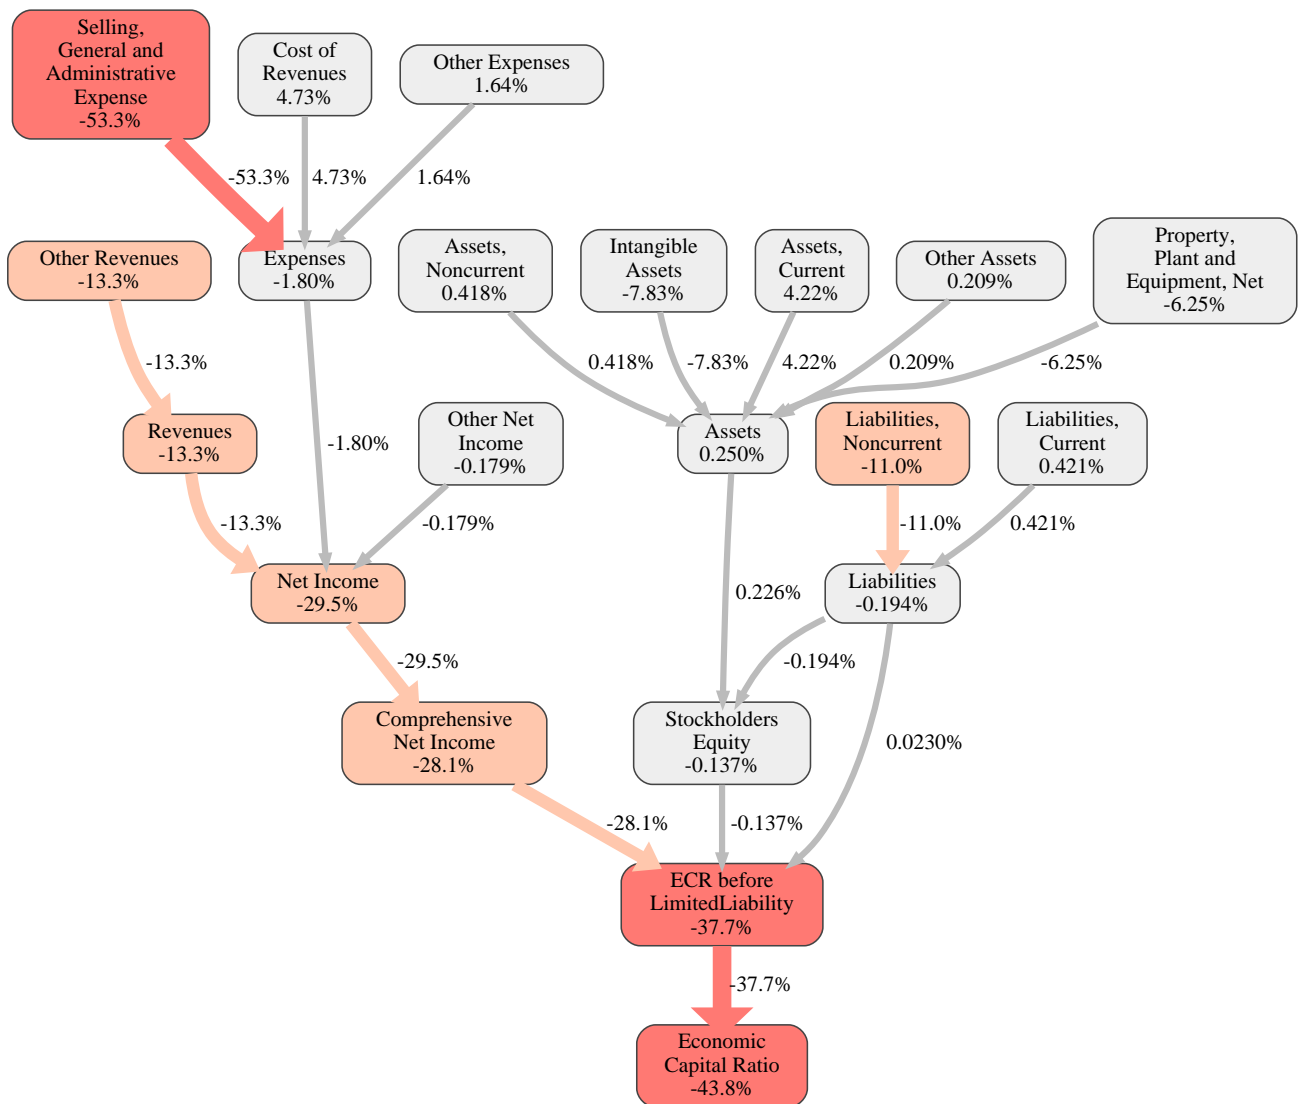 Selling,
General and
Administrative
Expense
-53.3%
Cost of
Revenues
4.73%
Other Expenses
1.64%
-53.3%
4.73%
1.64%
Other Revenues
-13.3%
Expenses
-1.80%
Assets,
Noncurrent
0.418%
Intangible
Assets
-7.83%
Assets,
Current
4.22%
Other Assets
0.209%
Property,
Plant and
Equipment, Net
-6.25%
-13.3%
0.418%
-7.83%
4.22%
0.209%
-6.25%
Revenues
-13.3%
-1.80%
Other Net
Income
-0.179%
Assets
0.250%
Liabilities,
Noncurrent
-11.0%
Liabilities,
Current
0.421%
-13.3%
-0.179%
-11.0%
0.421%
Net Income
-29.5%
0.226%
Liabilities
-0.194%
-29.5%
-0.194%
Comprehensive
Net Income
-28.1%
Stockholders
Equity
-0.137%
0.0230%
-28.1%
-0.137%
ECR before
LimitedLiability
-37.7%
-37.7%
Economic
Capital Ratio
-43.8%